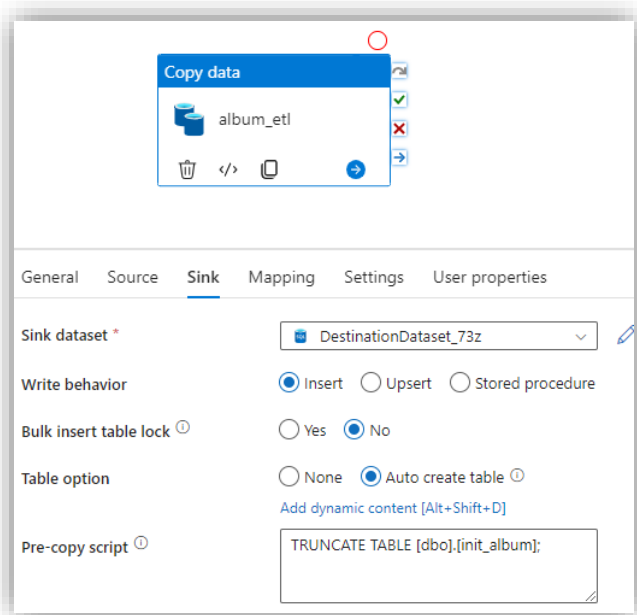 Copy data
album_etl
General Source Sink Mapping Settings User properties
Sink dataset * DestinationDataset_73z
Write behavior Insert Upsert Stored procedure
Bulk insert table lock Yes No
Table option None Auto create table
Add dynamic content [Alt+Shift+D]
Pre-copy script TRUNCATE TABLE [dbo].[init_album];